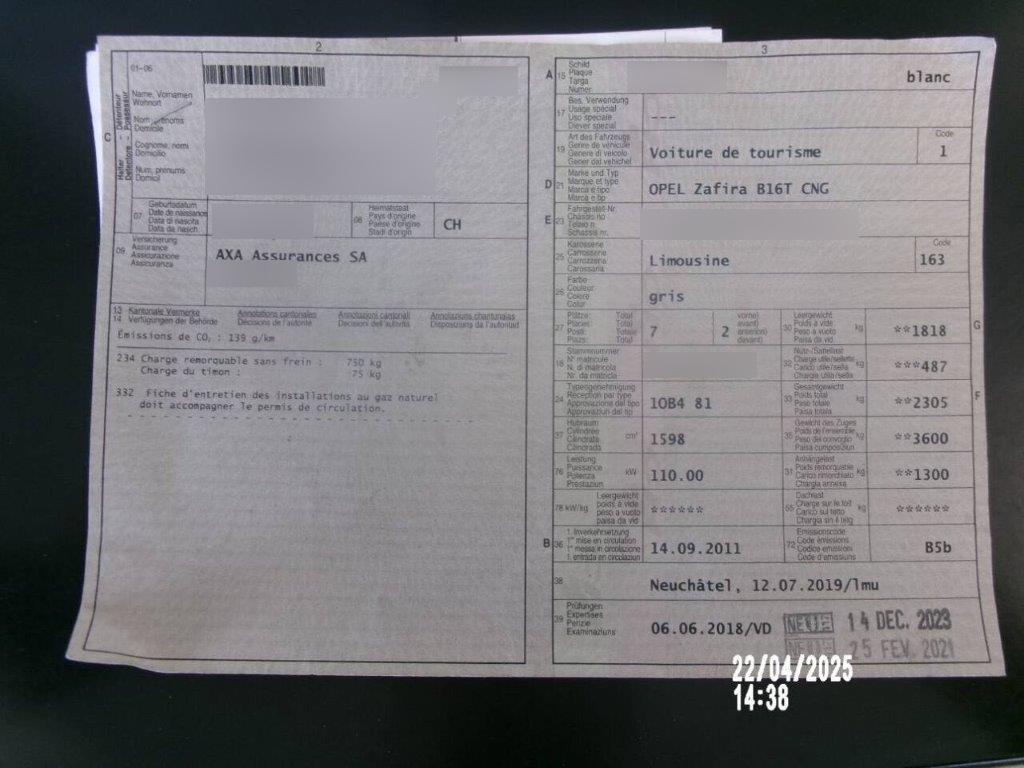 2
3
01-06
Halter - Détenteur
Detentore - Possessur
C
Name, Vornamen
Wohnort
Nom, prénoms
Domicile
Cognome, nomi
Domicilio
Num, prenums
Domicil
07
Geburtsdatum
Date de naissance
Data di nascita
Data da nasch.
08
Heimatstaat
Pays d'origine
Paese d'origine
Stadi d'origin
CH
09
Versicherung
Assurance
Assicurazione
Assicuranza
AXA Assurances SA
13 Kantonale Vermerke Annotations cantonales Annotazioni cantonali Annotaziuns chantunalas
14 Verfügungen der Behörde Décisions de l'autorité Decisioni dell'autorità Disposiziuns da l'autoritad
Émissions de CO₂ : 139 g/km
234 Charge remorquable sans frein : 750 kg
Charge du timon : 75 kg
332 fiche d'entretien des installations au gaz naturel
doit accompagner le permis de circulation.
A 15
Schild
Plaque
Targa
Numer
blanc
17
Bes. Verwendung
Usage spécial
Uso speciale
Diever spezial
---
19
Art des Fahrzeugs
Genre de véhicule
Genere di veicolo
Gener dal vehichel
Voiture de tourisme
Code
1
D 21
Marke und Typ
Marque et type
Marca e tipo
Marca e tip
OPEL Zafira B16T CNG
E 23
Fahrgestell-Nr.
Châssis no
Telaio n.
Schassis nr.
25
Karosserie
Carrosserie
Carrozzeria
Carossaria
Limousine
Code
163
26
Farbe
Couleur
Colore
Colur
gris
27
Plätze: Total
Places: Total
Posti: Totale
Plazs: Total
7
2
vorne)
avant)
anteriori)
davant)
30
Leergewicht
Poids à vide
Peso a vuoto
Paisa da vid
kg
**1818
G
18
Stammnummer
N° matricule
N. di matricola
Nr. da matricla
32
Nutz-/Sattellast
Charge utile/sellette
Carico utile/sella
Chargia utila/sella
kg
***487
24
Typengenehmigung
Réception par type
Approvazione del tipo
Approvaziun dal tip
1OB4 81
33
Gesamtgewicht
Poids total
Peso totale
Paisa totala
kg
**2305
F
37
Hubraum
Cylindrée
Cilindrata
Cilindrada
cm³
1598
35
Gewicht des Zuges
Poids de l'ensemble
Peso del convoglio
Paisa cumposiziun
kg
**3600
76
Leistung
Puissance
Potenza
Prestaziun
kW
110.00
31
Anhängelast
Poids remorquable
Carico rimorchiato
Chargia annexa
kg
**1300
78 kW/kg
Leergewicht
poids à vide
peso a vuoto
paisa da vid
******
55
Dachlast
Charge sur le toit
Carico sul tetto
Chargia sin il tetg
kg
******
B 36
1. Inverkehrsetzung
1re mise en circulation
1a messa in circolazione
1. entrada en circulaziun
14.09.2011
72
Emissionscode
Code émissions
Codice emissioni
Code d'emissiuns
B5b
38
Neuchâtel, 12.07.2019/lmu
39
Prüfungen
Expertises
Perizie
Examinaziuns
06.06.2018/VD
NEUE 14 DEC. 2023
NEUE 25 FEV. 2021
22/04/2025
14:38